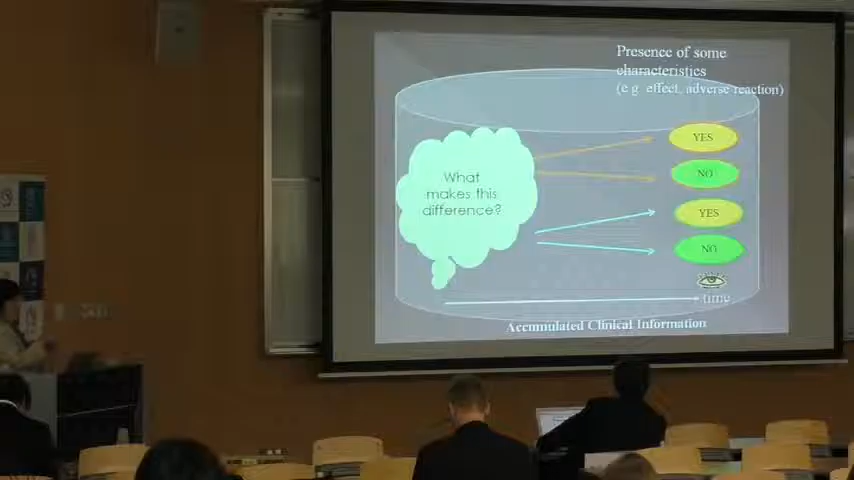 Presence of some
characteristics
(e.g. effect, adverse reaction)
What
makes this
difference?
YES
NO
YES
NO
time
Accumulated Clinical Information